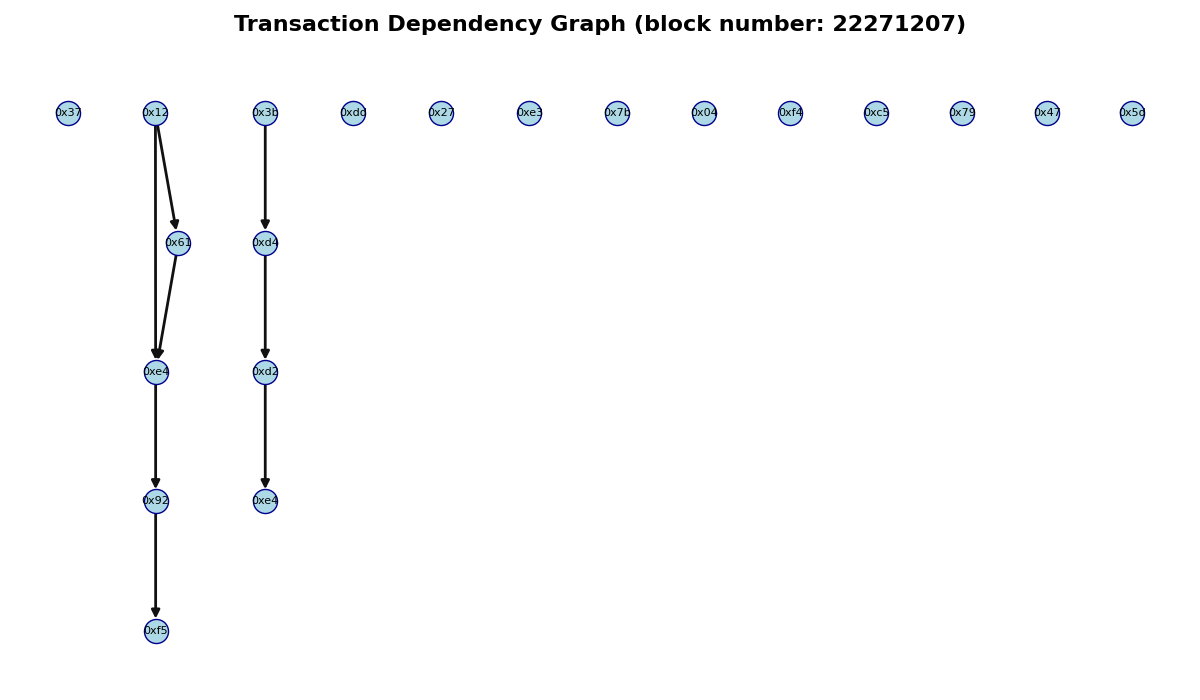 Transaction Dependency Graph (block number: 22271207)
0x37 0x12 0x3b 0xdd 0x27 0xe3 0x7b 0x04 0xf4 0xc5 0x79 0x47 0x5d
0x61 0xd4
0xe4 0xd2
0x92 0xe4
0xf5